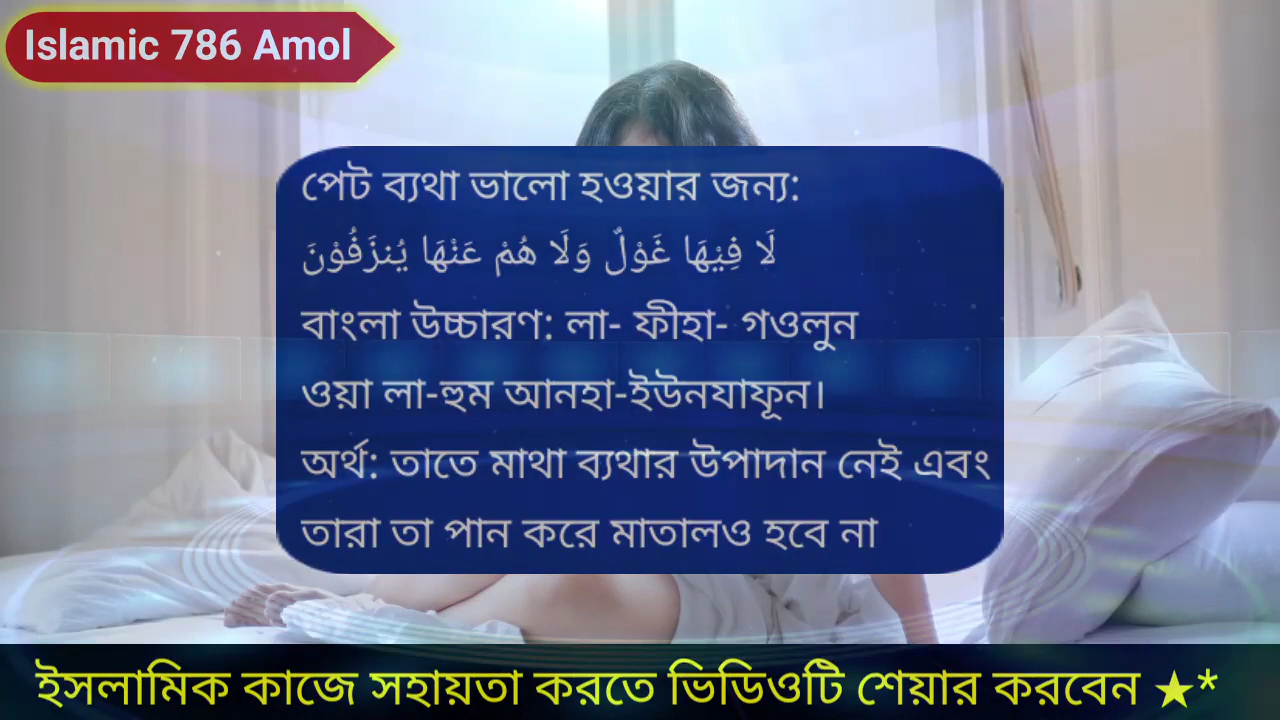 Islamic 786 Amol
পেট ব্যথা ভালো হওয়ার জন্য:
لَا فِيْهَا غَوْلٌ وَلَا هُمْ عَنْهَا يُنزَفُوْنَ
বাংলা উচ্চারণ: লা- ফীহা- গওলুন
ওয়া লা-হুম আনহা-ইউনযাফূন।
অর্থ: তাতে মাথা ব্যথার উপাদান নেই এবং
তারা তা পান করে মাতালও হবে না
ইসলামিক কাজে সহায়তা করতে ভিডিওটি শেয়ার করবেন ★*